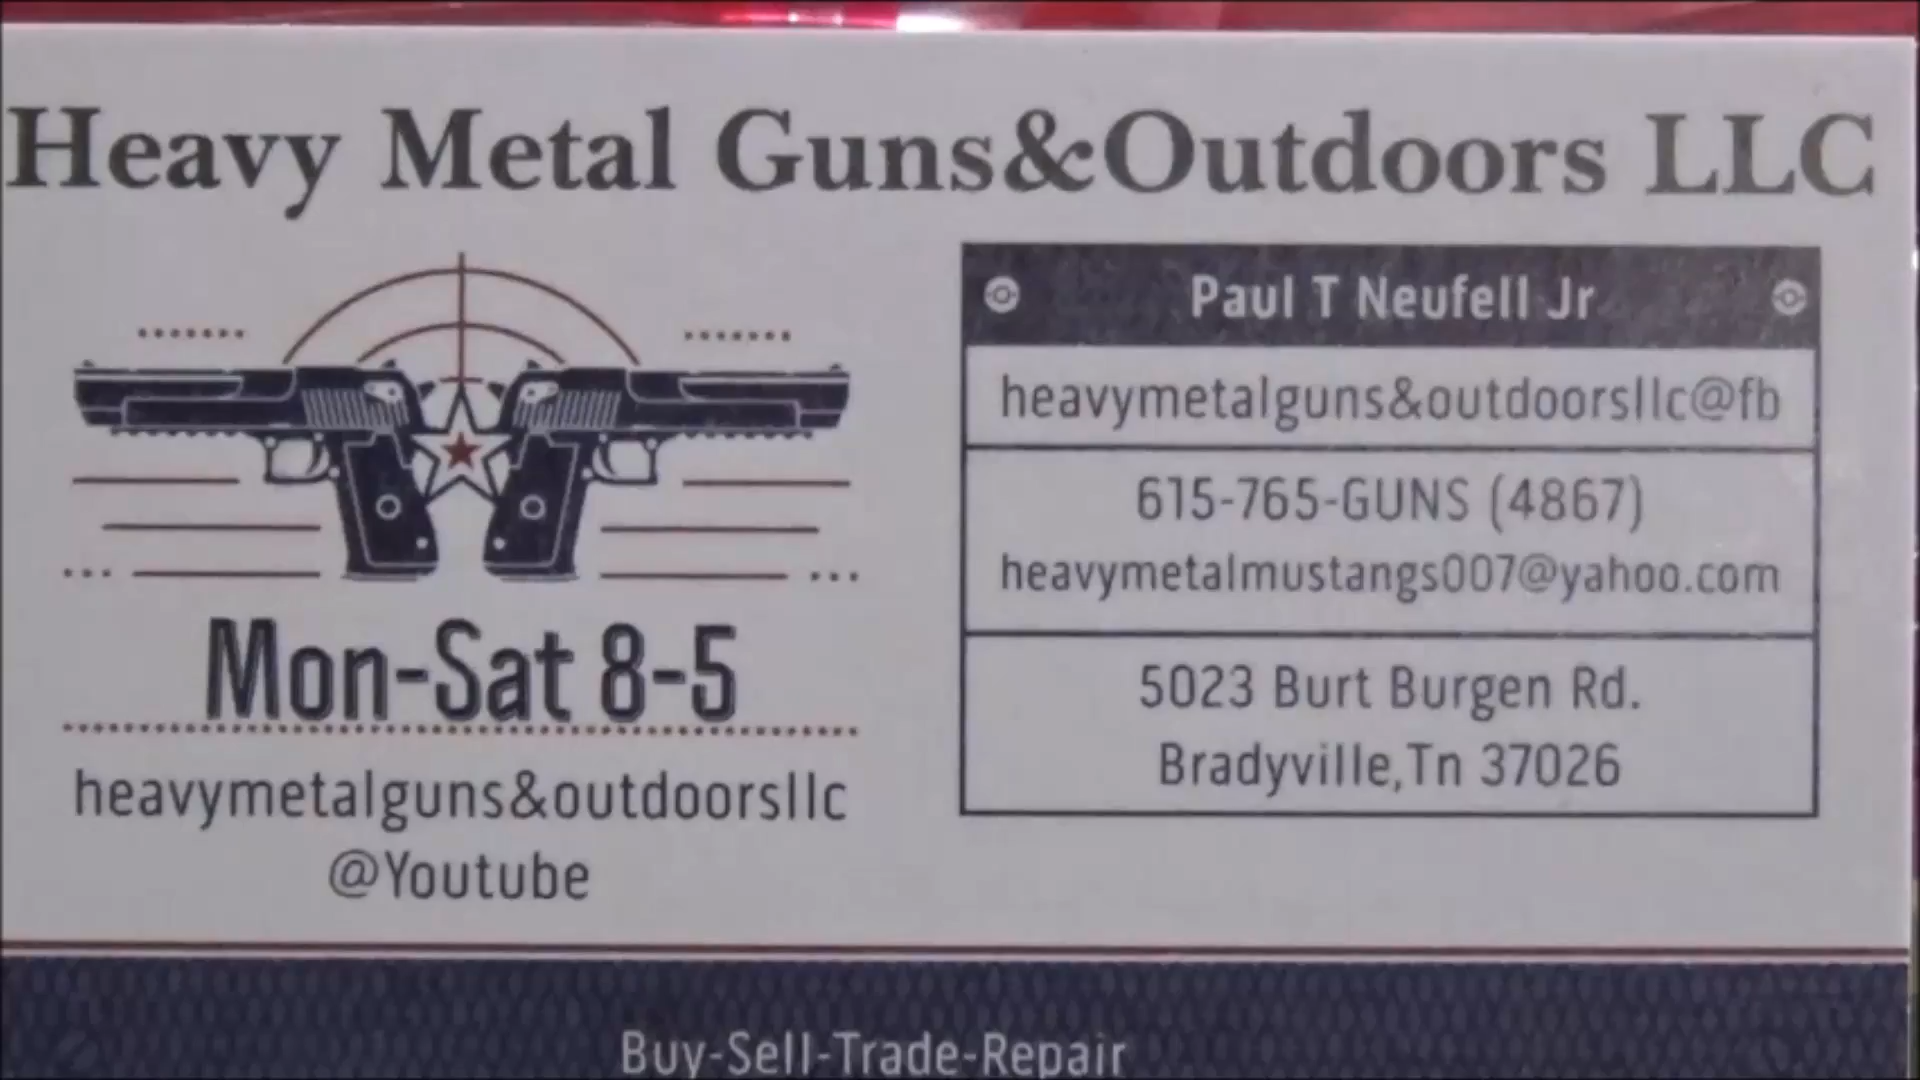 Heavy Metal Guns&Outdoors LLC
Mon-Sat 8-5
heavymetalguns&outdoorsllc
@Youtube
Paul T Neufell Jr
heavymetalguns&outdoorsllc@fb
615-765-GUNS (4867)
heavymetalmustangs007@yahoo.com
5023 Burt Burgen Rd.
Bradyville,Tn 37026
Buy-Sell-Trade-Repair